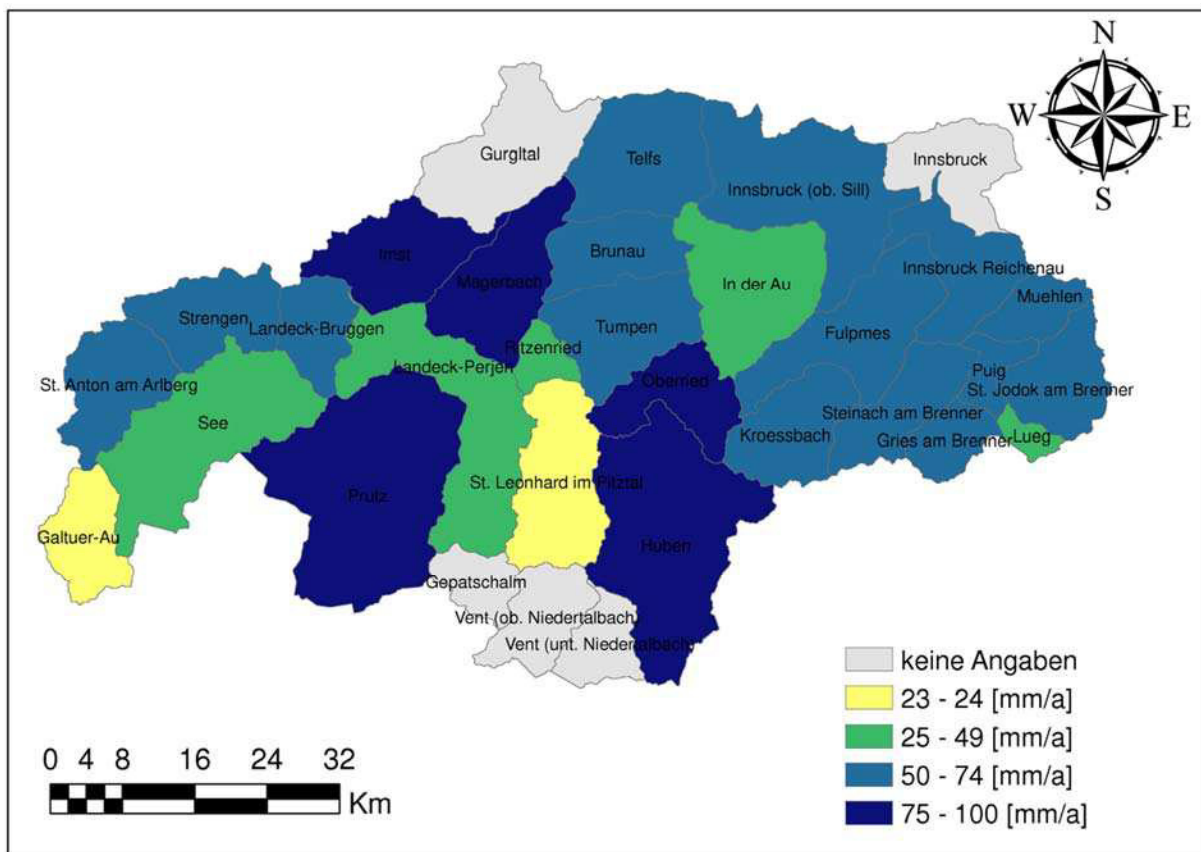 N
W
E
S
Gurgltal
Telfs
Innsbruck
Innsbruck (ob. Sill)
Imst
Magerbach
Brunau
In der Au
Innsbruck Reichenau
Muehlen
Strengen
Landeck-Bruggen
Tumpen
Fulpmes
Ritzenried
Landeck-Perjen
St. Anton am Arlberg
Oberried
Puig
St. Jodok am Brenner
See
Kroessbach
Steinach am Brenner
Gries am Brenner
Lueg
Prutz
St. Leonhard im Pitztal
Galtuer-Au
Huben
Gepatschalm
Vent (ob. Niedertalbach)
Vent (unt. Niedertalbach)
keine Angaben
23 - 24 [mm/a]
25 - 49 [mm/a]
50 - 74 [mm/a]
75 - 100 [mm/a]
0 4 8 16 24 32
Km